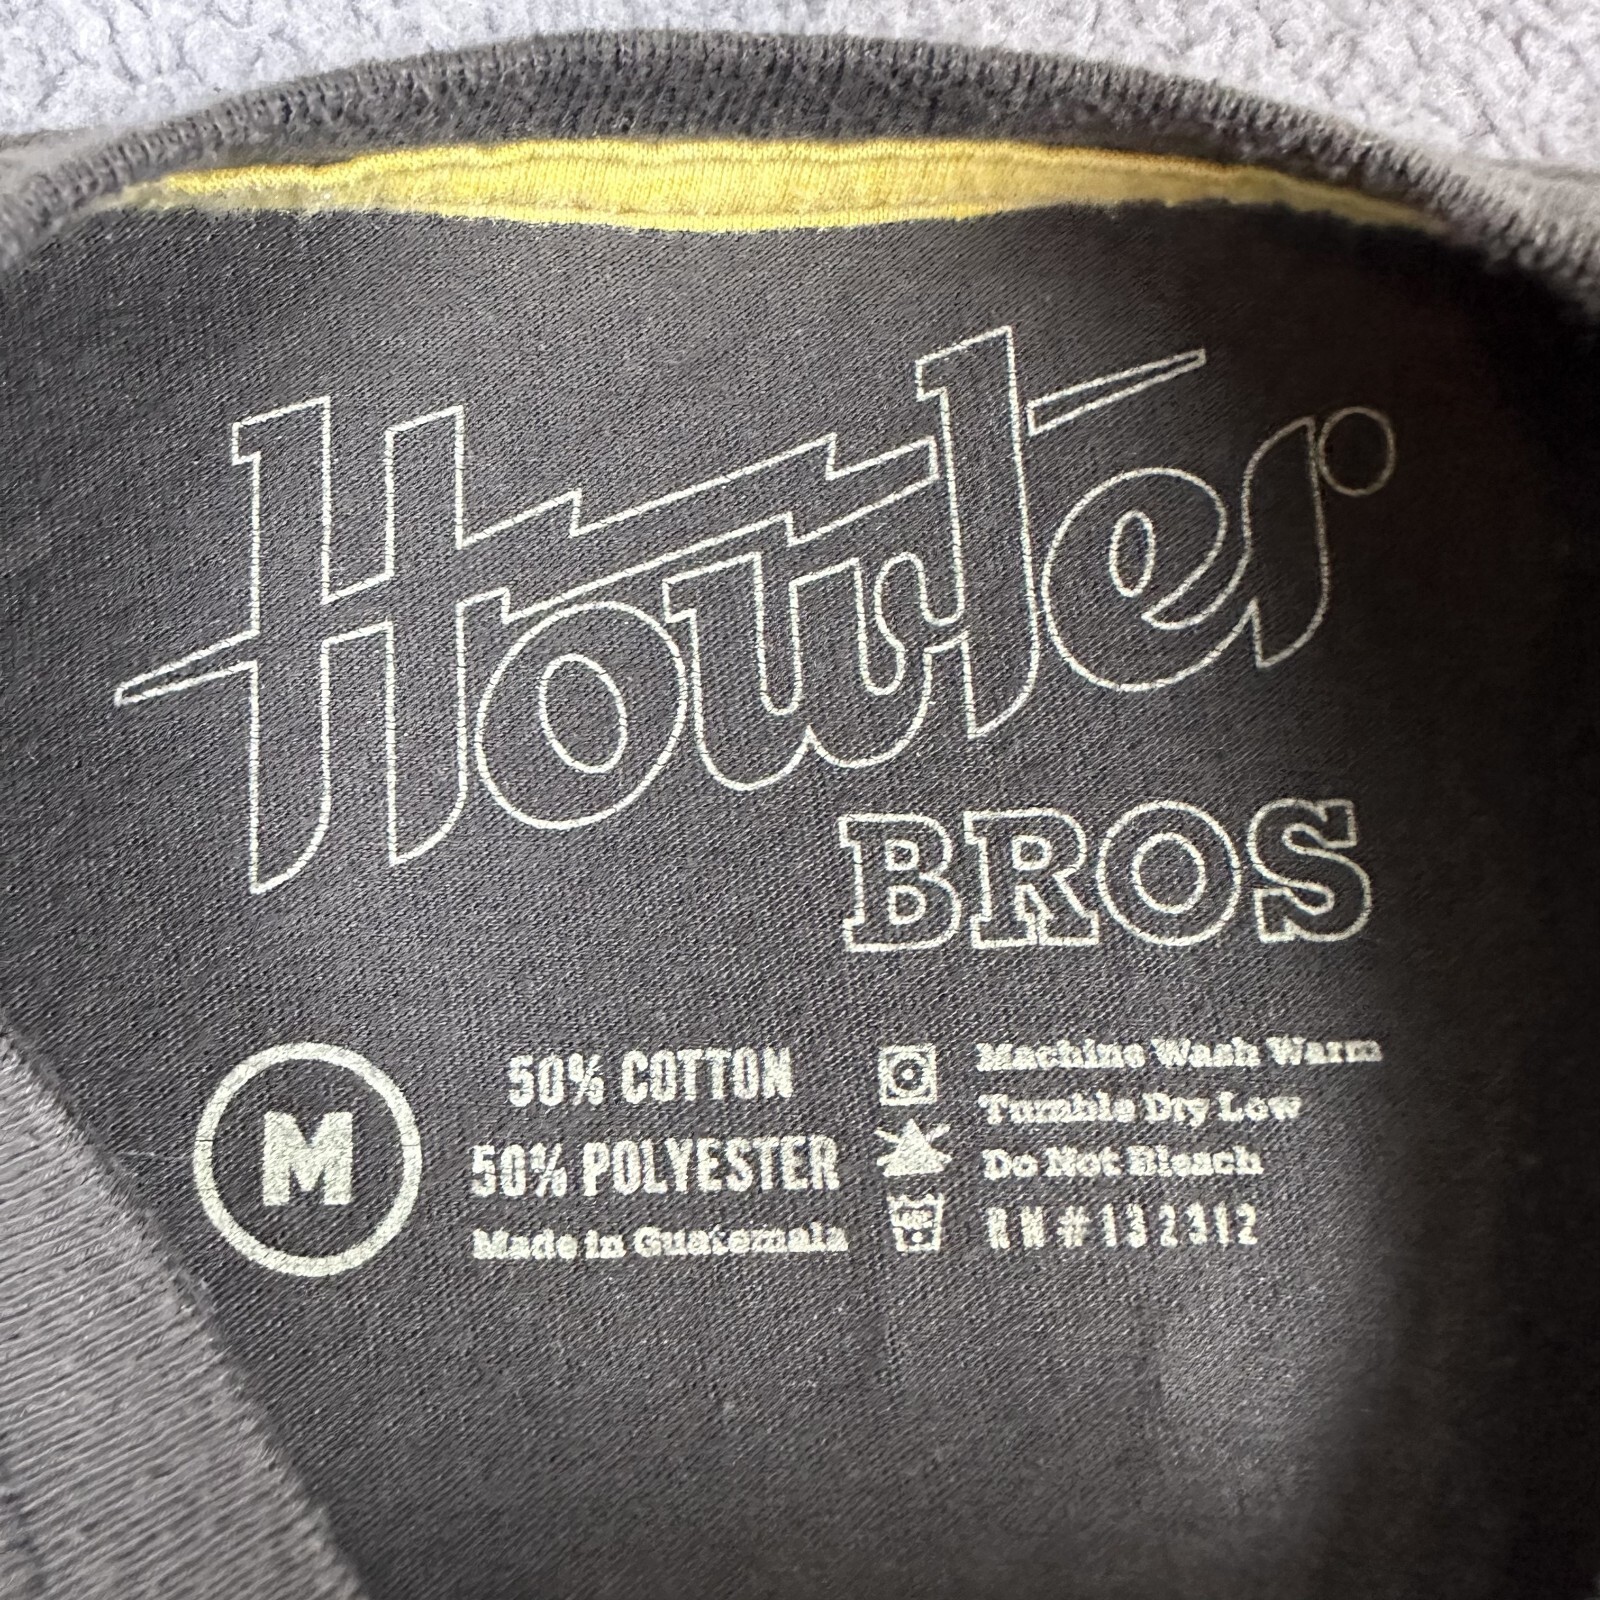 Howler
BROS
M
50% COTTON
50% POLYESTER
Made in Guatemala
Machine Wash Warm
Tumble Dry Low
Do Not Bleach
RN#132312